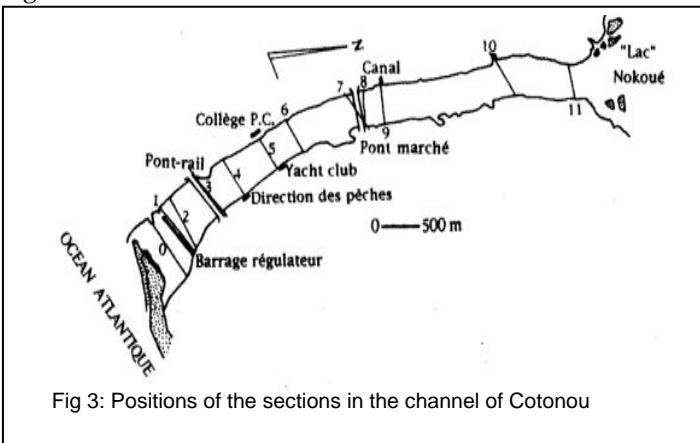 10
"Lac"
Nokoué
N
Canal
7
8
6
Collège P.C.
11
9
Pont marché
5
Yacht club
Pont-rail
4
3
Direction des pêches
0 500 m
1
2
0
Barrage régulateur
OCEAN ATLANTIQUE
Fig 3: Positions of the sections in the channel of Cotonou